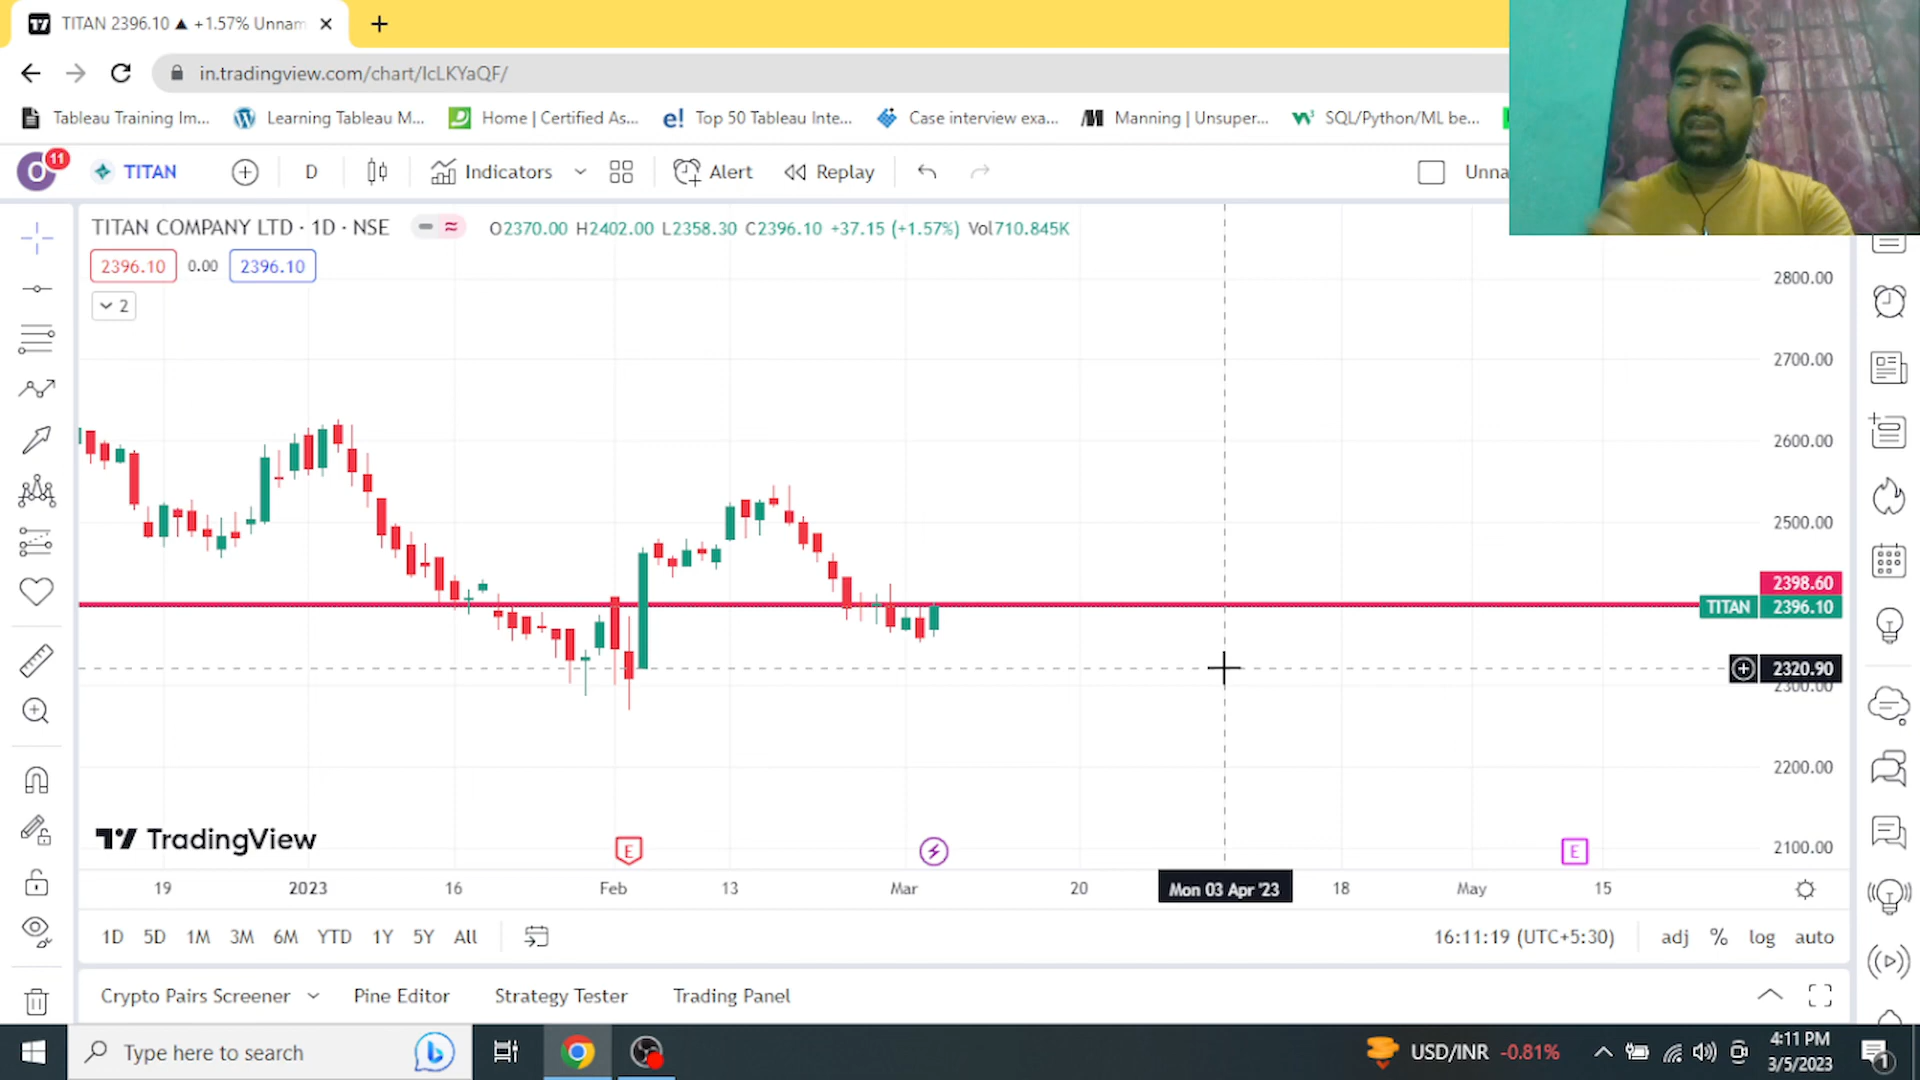 TITAN 2396.10 ▲ +1.57% Unnam
in.tradingview.com/chart/IcLKYaQF/
Tableau Training Im... Learning Tableau M... Home | Certified As... Top 50 Tableau Inte... Case interview exa... Manning | Unsuper... SQL/Python/ML be...
O 11 TITAN D Indicators Alert Replay Unna
TITAN COMPANY LTD · 1D · NSE O2370.00 H2402.00 L2358.30 C2396.10 +37.15 (+1.57%) Vol710.845K
2396.10 0.00 2396.10
2
2800.00
2700.00
2600.00
2500.00
2398.60
TITAN 2396.10
2320.90
2300.00
2200.00
2100.00
TradingView
E E
19 2023 16 Feb 13 Mar 20 Mon 03 Apr '23 18 May 15
1D 5D 1M 3M 6M YTD 1Y 5Y All 16:11:19 (UTC+5:30) adj % log auto
Crypto Pairs Screener Pine Editor Strategy Tester Trading Panel
Type here to search USD/INR -0.81% 4:11 PM
3/5/2023
1